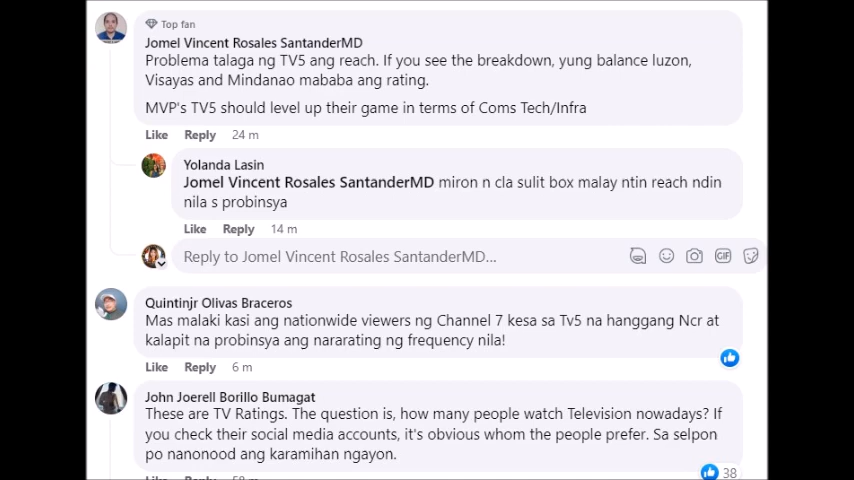 Top fan
Jomel Vincent Rosales SantanderMD
Problema talaga ng TV5 ang reach. If you see the breakdown, yung balance luzon,
Visayas and Mindanao mababa ang rating.
MVP's TV5 should level up their game in terms of Coms Tech/Infra
Like Reply 24 m
Yolanda Lasin
Jomel Vincent Rosales SantanderMD miron n cla sulit box malay ntin reach ndin
nila s probinsya
Like Reply 14 m
Reply to Jomel Vincent Rosales SantanderMD...
GIF
Quintinjr Olivas Braceros
Mas malaki kasi ang nationwide viewers ng Channel 7 kesa sa Tv5 na hanggang Ncr at
kalapit na probinsya ang nararating ng frequency nila!
Like Reply 6 m
John Joerell Borillo Bumagat
These are TV Ratings. The question is, how many people watch Television nowadays? If
you check their social media accounts, it's obvious whom the people prefer. Sa selpon
po nanonood ang karamihan ngayon.
38
Like Reply 58 m